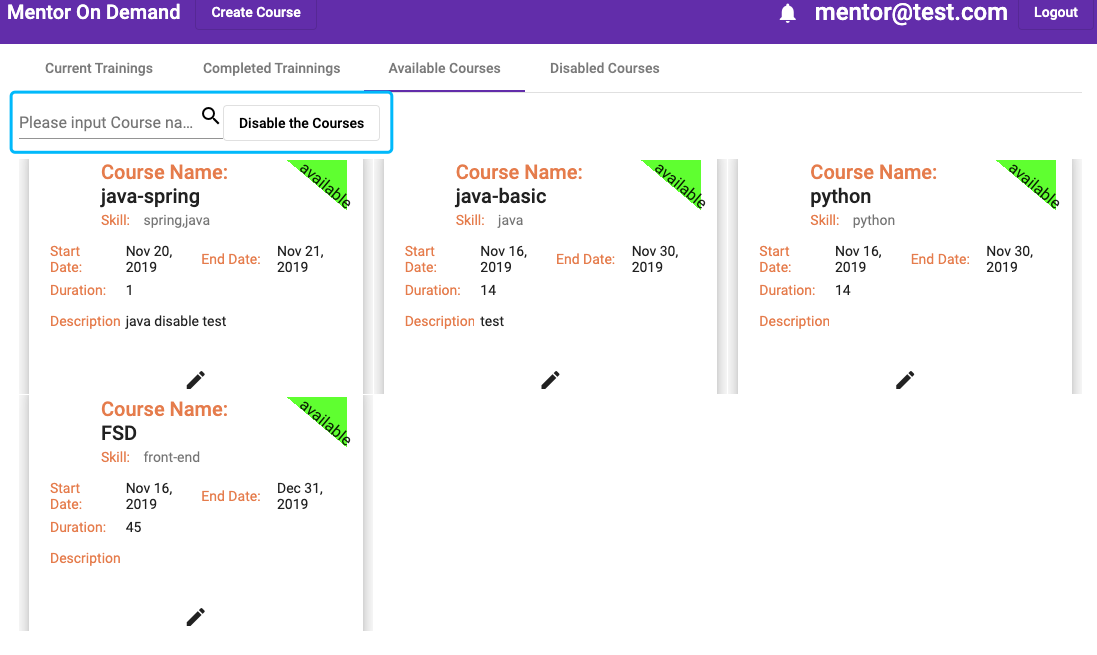 Mentor On Demand Create Course mentor@test.com Logout
Current Trainings Completed Trainnings Available Courses Disabled Courses
Please input Course na... Disable the Courses
Course Name:
java-spring
available
Skill: spring,java
Start Date: Nov 20, 2019 End Date: Nov 21, 2019
Duration: 1
Description java disable test
Course Name:
java-basic
available
Skill: java
Start Date: Nov 16, 2019 End Date: Nov 30, 2019
Duration: 14
Description test
Course Name:
python
available
Skill: python
Start Date: Nov 16, 2019 End Date: Nov 30, 2019
Duration: 14
Description
Course Name:
FSD
available
Skill: front-end
Start Date: Nov 16, 2019 End Date: Dec 31, 2019
Duration: 45
Description